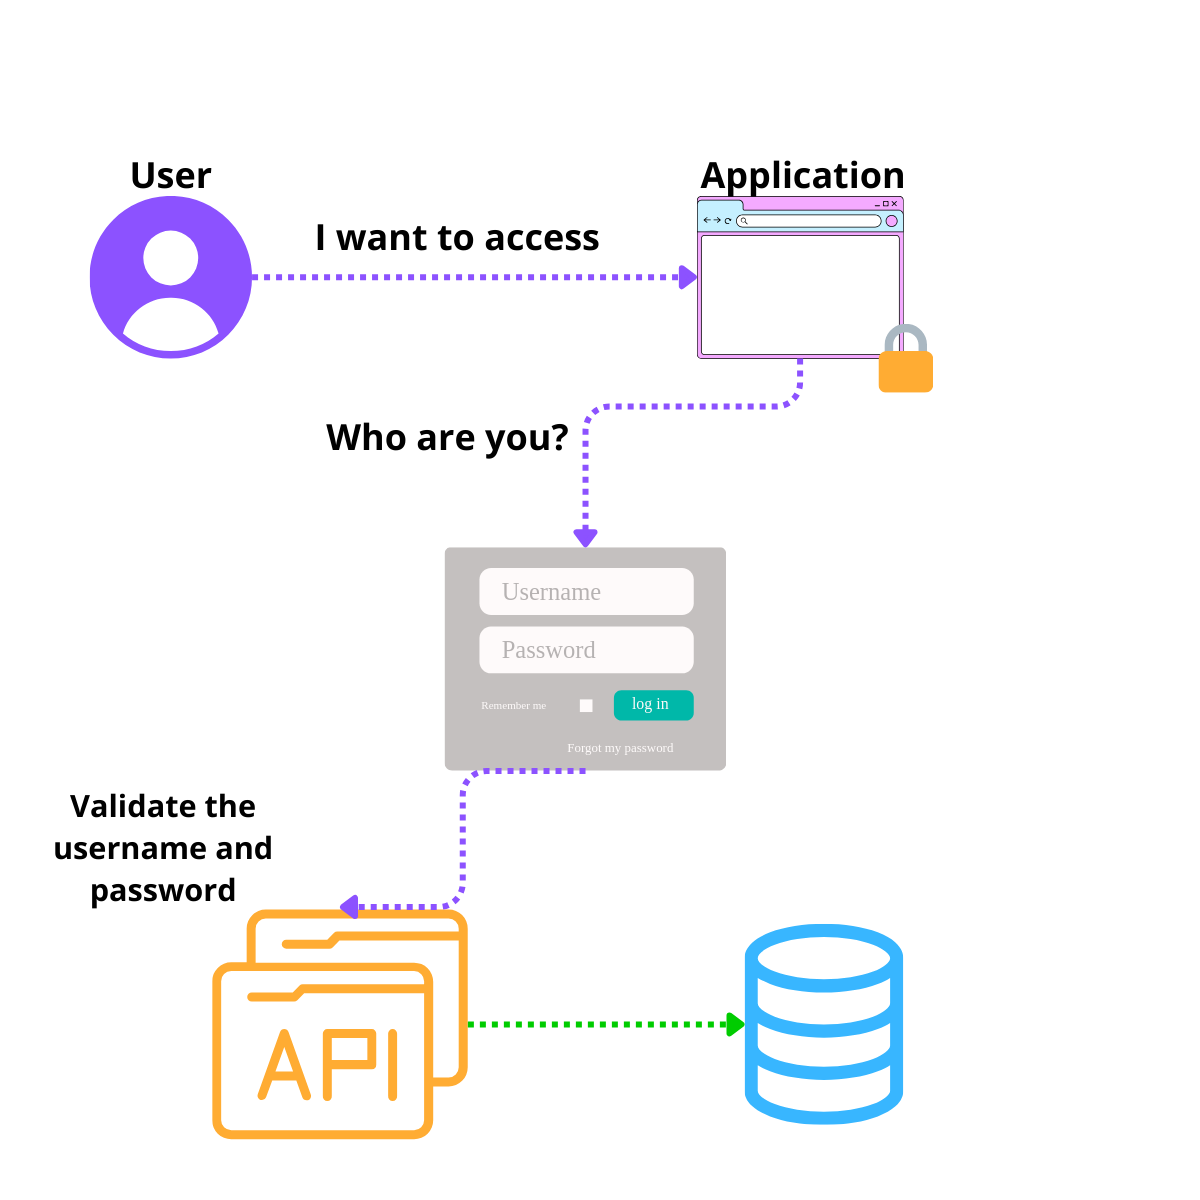 User
Application
I want to access
Who are you?
Username
Password
Remember me
log in
Forgot my password
Validate the
username and
password
API